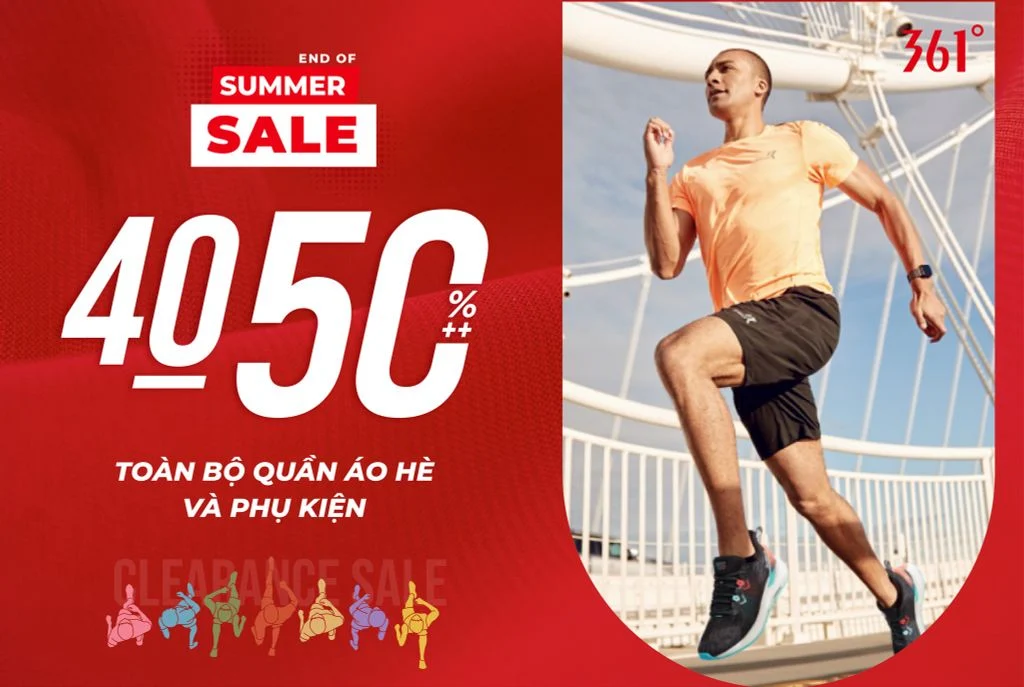 END OF
SUMMER
SALE
361°
40 50
%
++
TOÀN BỘ QUẦN ÁO HÈ
VÀ PHỤ KIỆN
CLEARANCE SALE